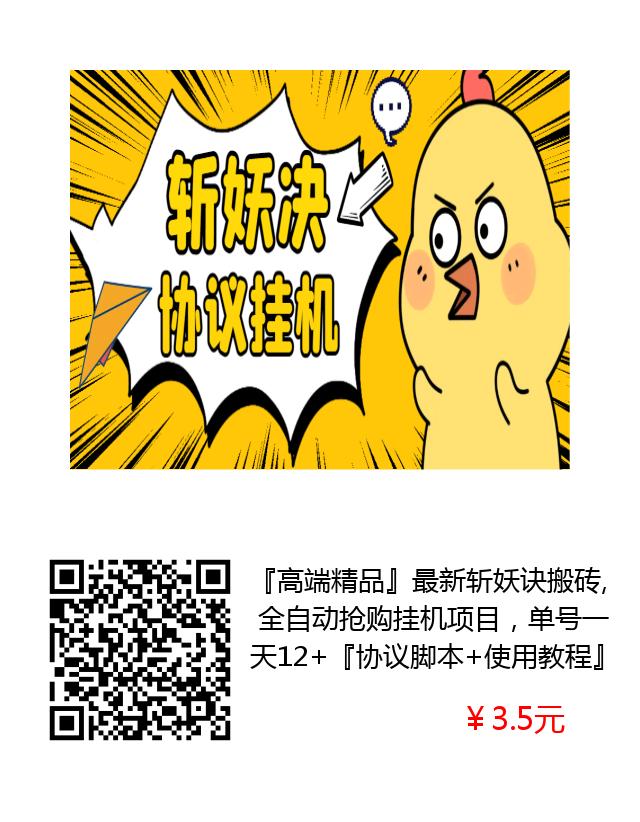 斩妖决
协议挂机
『高端精品』最新斩妖诀搬砖,
全自动抢购挂机项目，单号一
天12+『协议脚本+使用教程』
￥3.5元